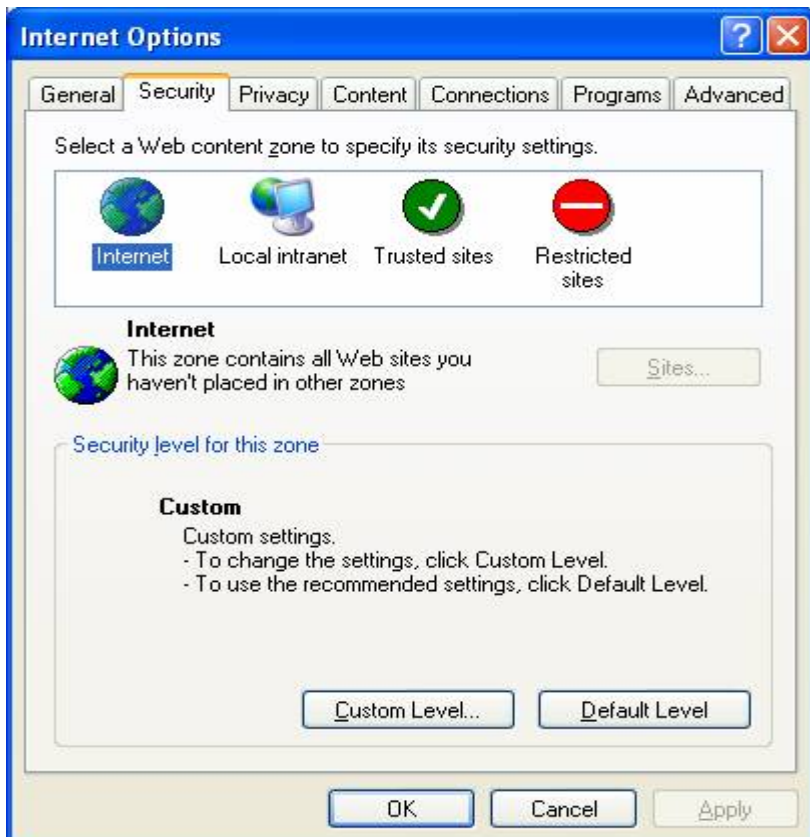 Internet Options
General Security Privacy Content Connections Programs Advanced
Select a Web content zone to specify its security settings.
Internet Local intranet Trusted sites Restricted
sites
Internet
This zone contains all Web sites you
haven't placed in other zones
Sites...
Security level for this zone
Custom
Custom settings.
- To change the settings, click Custom Level.
- To use the recommended settings, click Default Level.
Custom Level... Default Level
OK Cancel Apply